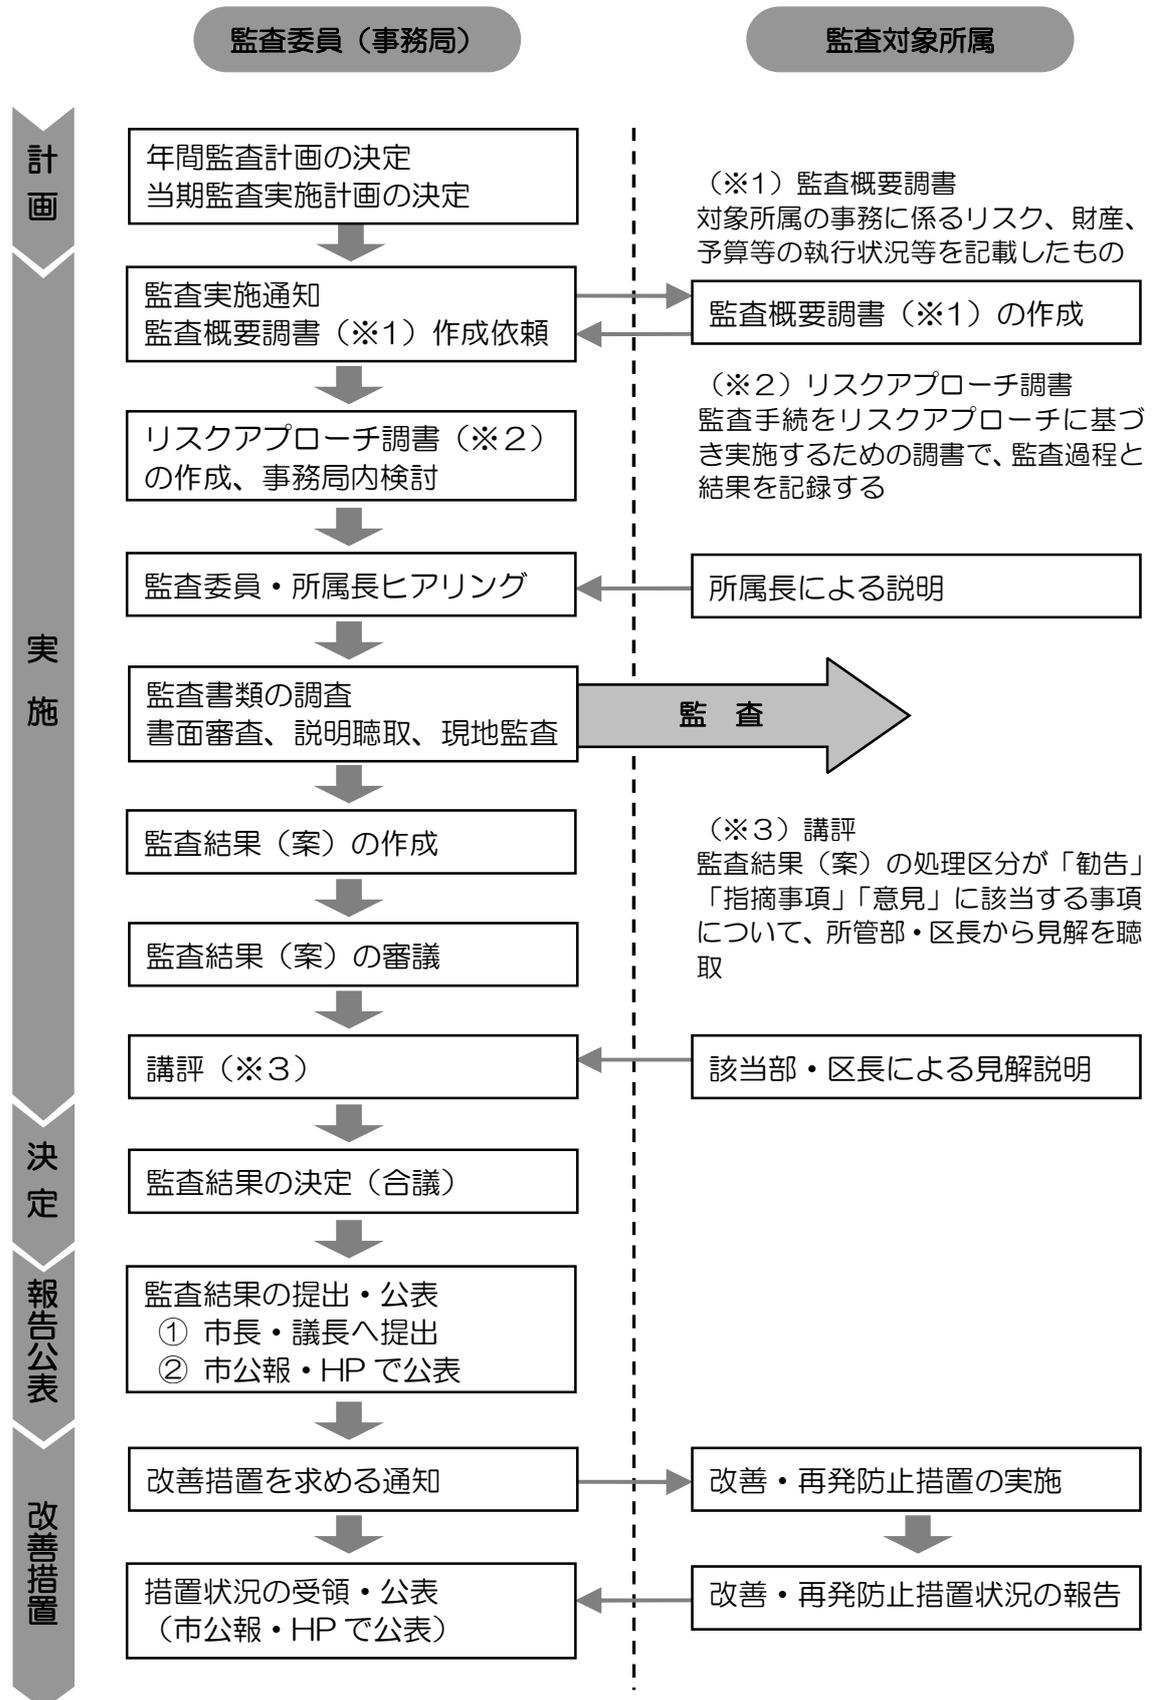 監査委員（事務局）
監査対象所属
計画
年間監査計画の決定
当期監査実施計画の決定
（※1）監査概要調書
対象所属の事務に係るリスク、財産、
予算等の執行状況等を記載したもの
実施
監査実施通知
監査概要調書（※1）作成依頼
監査概要調書（※1）の作成
（※2）リスクアプローチ調書
監査手続をリスクアプローチに基づ
き実施するための調書で、監査過程と
結果を記録する
リスクアプローチ調書（※2）
の作成、事務局内検討
監査委員・所属長ヒアリング
所属長による説明
監査書類の調査
書面審査、説明聴取、現地監査
監　査
監査結果（案）の作成
（※3）講評
監査結果（案）の処理区分が「勧告」
「指摘事項」「意見」に該当する事項
について、所管部・区長から見解を聴
取
監査結果（案）の審議
講評（※3）
該当部・区長による見解説明
決定
監査結果の決定（合議）
報告公表
監査結果の提出・公表
① 市長・議長へ提出
② 市公報・HP で公表
改善措置
改善措置を求める通知
改善・再発防止措置の実施
措置状況の受領・公表
（市公報・HP で公表）
改善・再発防止措置状況の報告